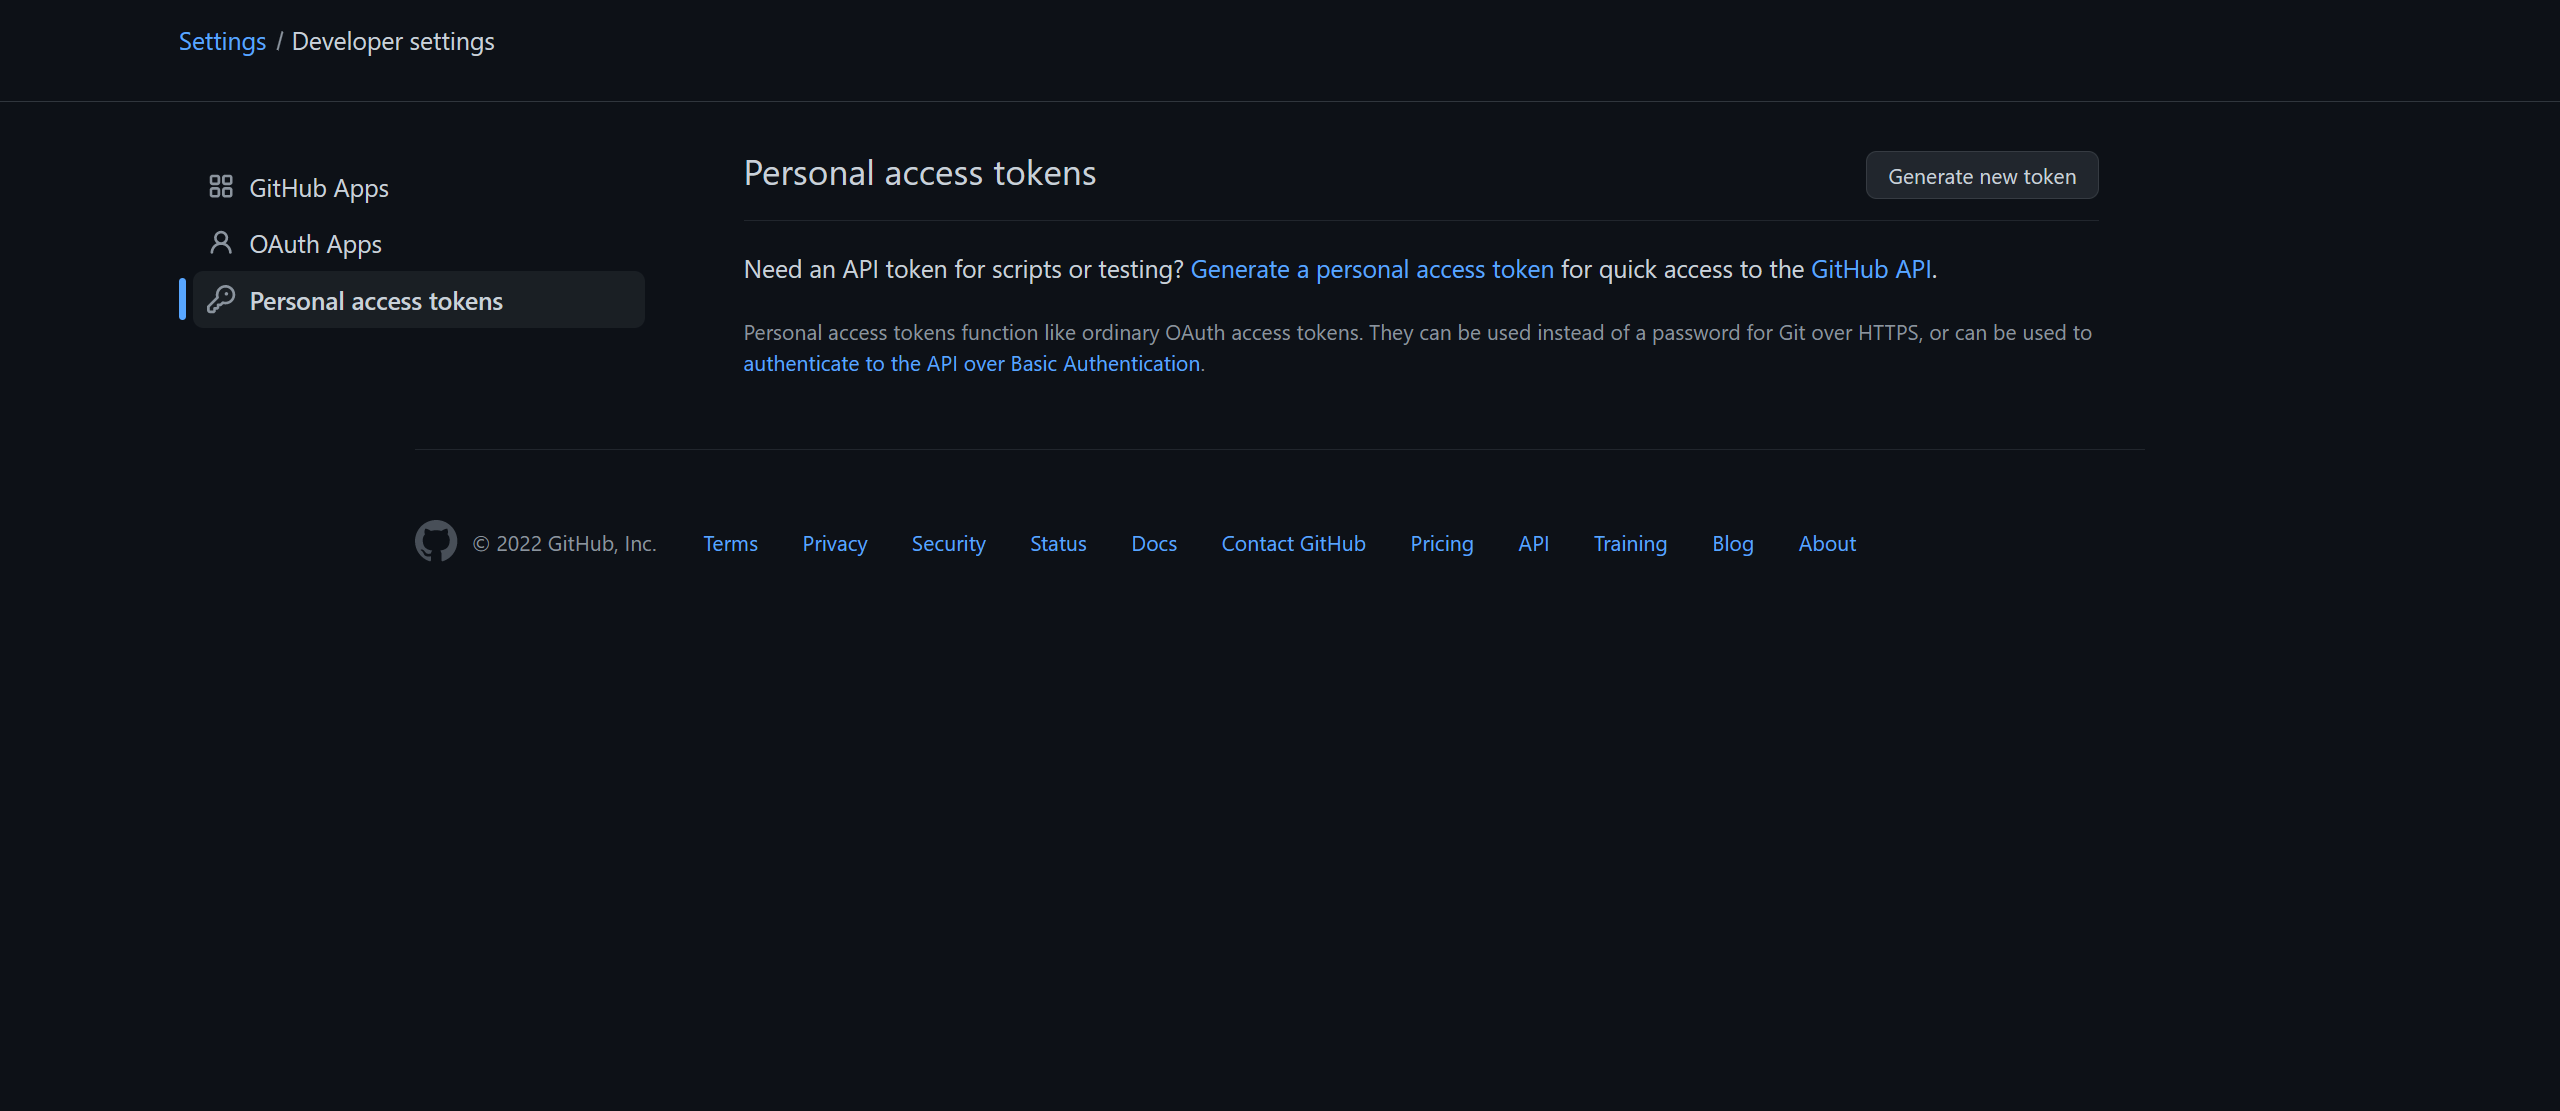 Settings / Developer settings
GitHub Apps
OAuth Apps
Personal access tokens
Personal access tokens
Generate new token
Need an API token for scripts or testing? Generate a personal access token for quick access to the GitHub API.
Personal access tokens function like ordinary OAuth access tokens. They can be used instead of a password for Git over HTTPS, or can be used to
authenticate to the API over Basic Authentication.
© 2022 GitHub, Inc. Terms Privacy Security Status Docs Contact GitHub Pricing API Training Blog About